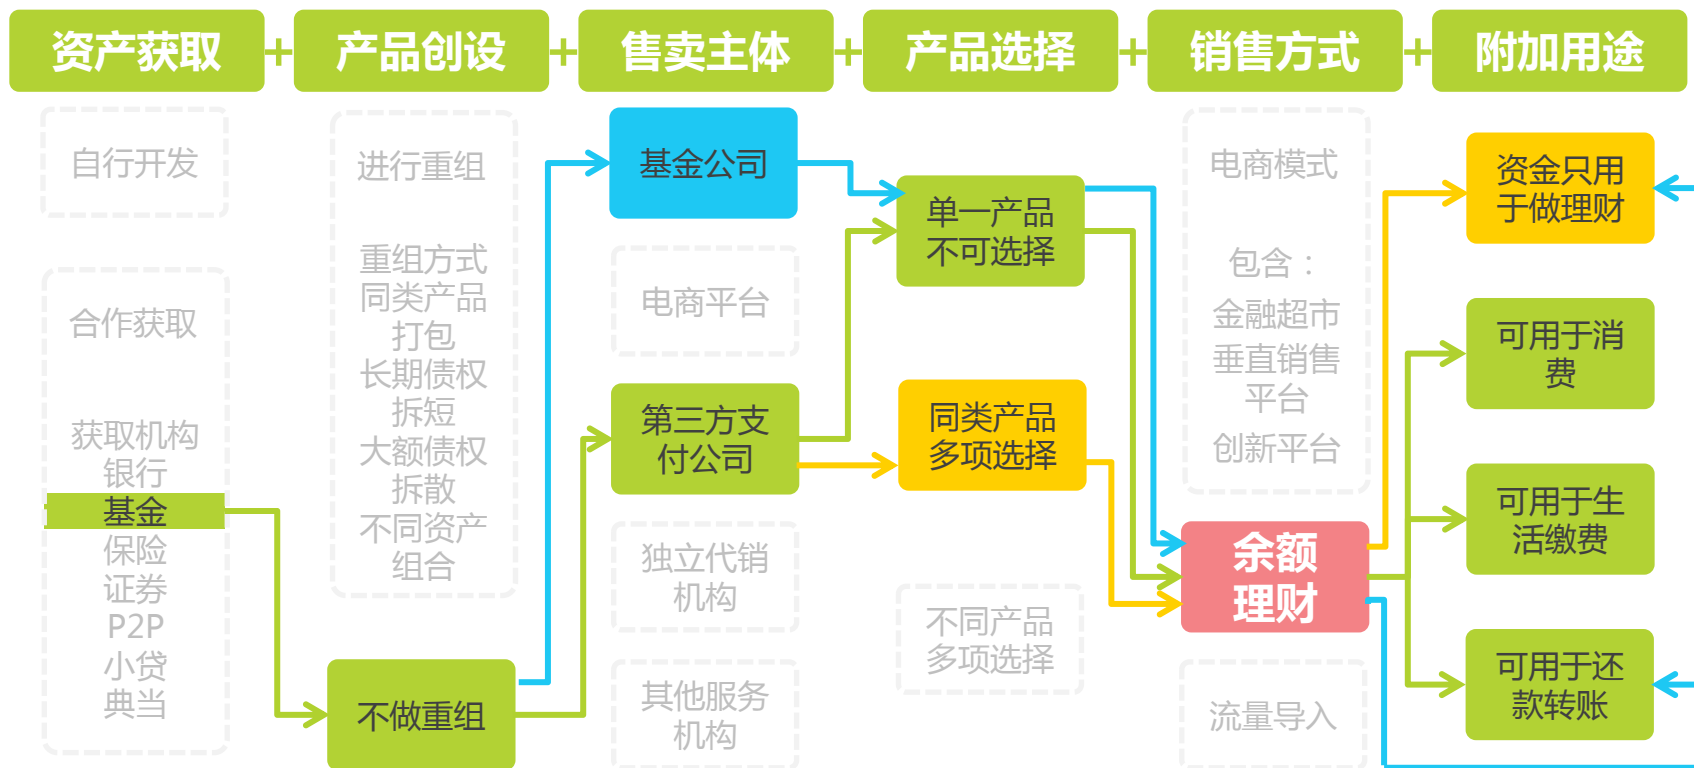 资产获取
+
产品创设
+
售卖主体
+
产品选择
+
销售方式
+
附加用途
自行开发
合作获取
获取机构
银行
基金
保险
证券
P2P
小贷
典当
进行重组
重组方式
同类产品
打包
长期债权
拆短
大额债权
拆散
不同资产
组合
不做重组
基金公司
电商平台
第三方支
付公司
独立代销
机构
其他服务
机构
单一产品
不可选择
同类产品
多项选择
不同产品
多项选择
电商模式
包含：
金融超市
垂直销售
平台
创新平台
余额
理财
流量导入
资金只用
于做理财
可用于消
费
可用于生
活缴费
可用于还
款转账